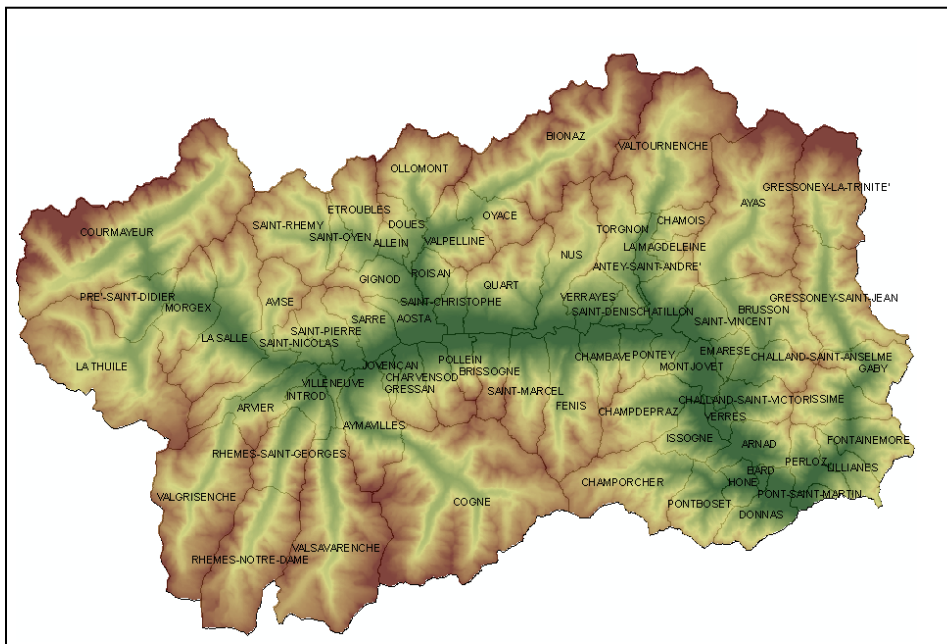 BIONAZ
VALTOURNENCHE
OLLOMONT
GRESSONEY-LA-TRINITE'
AYAS
ETROUBLES
OYACE
CHAMOIS
SAINT-RHEMY
DOUES
TORGNON
COURMAYEUR
SAINT-OYEN
ALLEIN
VALPELLINE
LA MAGDELEINE
NUS
ANTEY-SAINT-ANDRE'
ROISAN
GIGNOD
QUART
PRE'-SAINT-DIDIER
VERRAYES
GRESSONEY-SAINT-JEAN
AVISE
SAINT-CHRISTOPHE
MORGEX
BRUSSON
SAINT-DENIS
CHATILLON
SARRE
AOSTA
SAINT-VINCENT
SAINT-PIERRE
LA SALLE
SAINT-NICOLAS
EMARESE
CHAMBAVE
PONTEY
CHALLAND-SAINT-ANSELME
POLLEIN
LA THUILE
JOVENÇAN
MONTJOVET
GABY
BRISSOGNE
CHARVENSOD
VILLENEUVE
GRESSAN
SAINT-MARCEL
INTROD
CHALLAND-SAINT-VICTOR
ISSIME
ARVIER
FENIS
CHAMPDEPRAZ
VERRES
AYMAVILLES
ISSOGNE
ARNAD
FONTAINEMORE
RHEMES-SAINT-GEORGES
PERLOZ
LILLIANES
BARD
CHAMPORCHER
HONE
VALGRISENCHE
PONT-SAINT-MARTIN
COGNE
PONTBOSET
DONNAS
VALSAVARENCHE
RHEMES-NOTRE-DAME